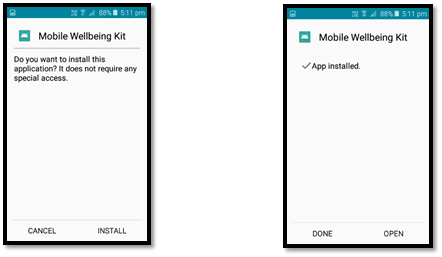 88% 5:11 pm
Mobile Wellbeing Kit
Do you want to install this
application? It does not require any
special access.
CANCEL INSTALL
88% 5:11 pm
Mobile Wellbeing Kit
App installed.
DONE OPEN